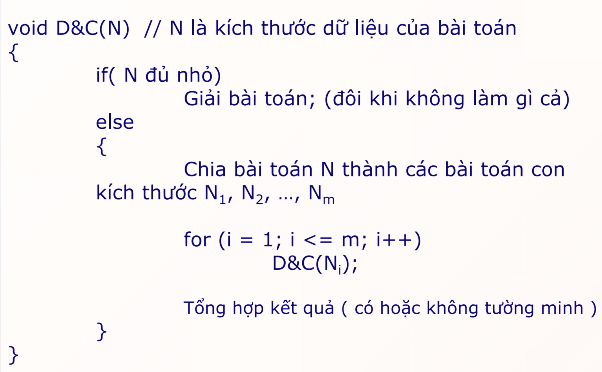 void D&C(N)  // N là kích thước dữ liệu của bài toán
{
if( N đủ nhỏ)
Giải bài toán; (đôi khi không làm gì cả)
else
{
Chia bài toán N thành các bài toán con
kích thước N₁, N₂, …, Nₘ
for (i = 1; i <= m; i++)
D&C(Nᵢ);
Tổng hợp kết quả ( có hoặc không tường minh )
}
}